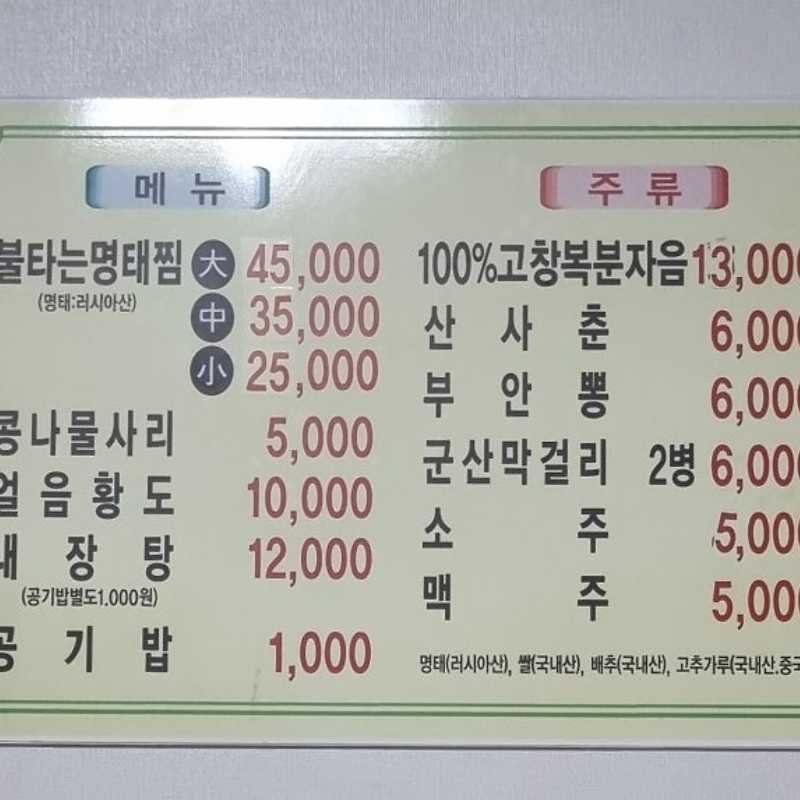 메뉴
불타는명태찜 大 45,000
(명태:러시아산)
中 35,000
小 25,000
콩나물사리 5,000
얼음황도 10,000
내장탕 12,000
(공기밥별도1.000원)
공기밥 1,000
주류
100%고창복분자음 13,000
산사춘 6,000
부안뽕 6,000
군산막걸리 2병 6,000
소주 5,000
맥주 5,000
명태(러시아산), 쌀(국내산), 배추(국내산), 고추가루(국내산.중국